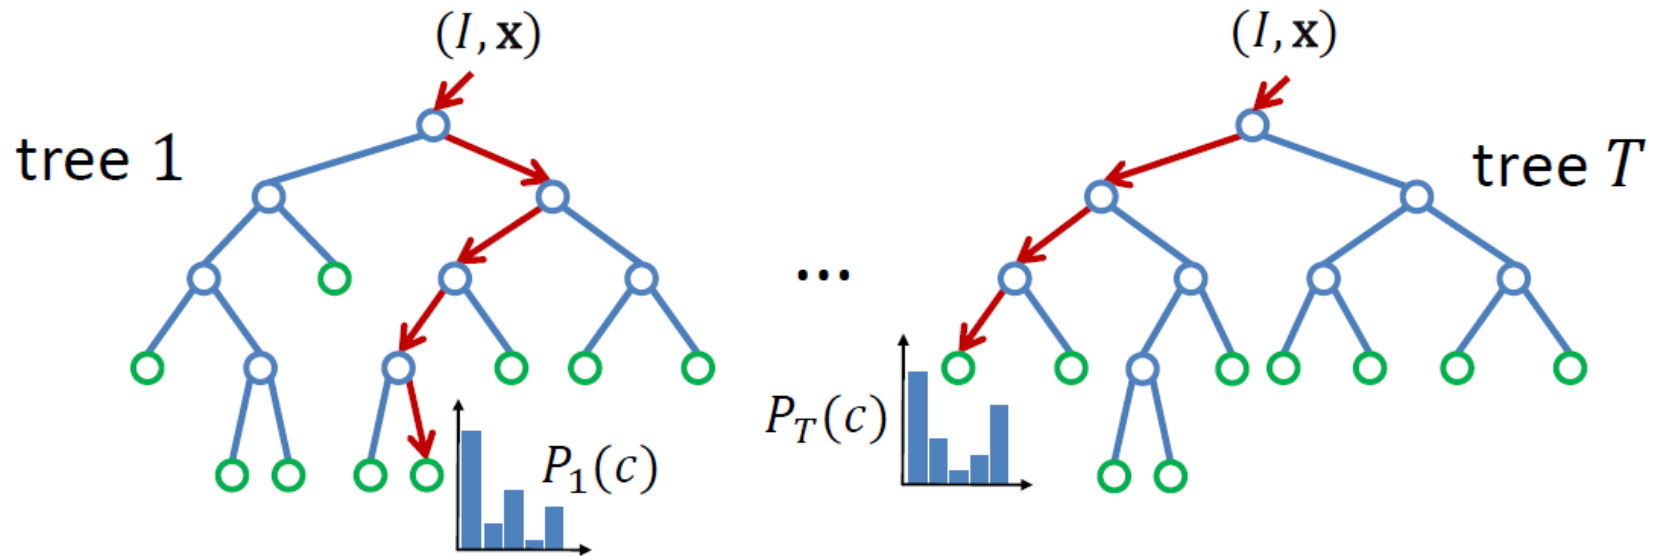 (I, x)
(I, x)
tree 1
tree T
...
P_T(c)
P_1(c)